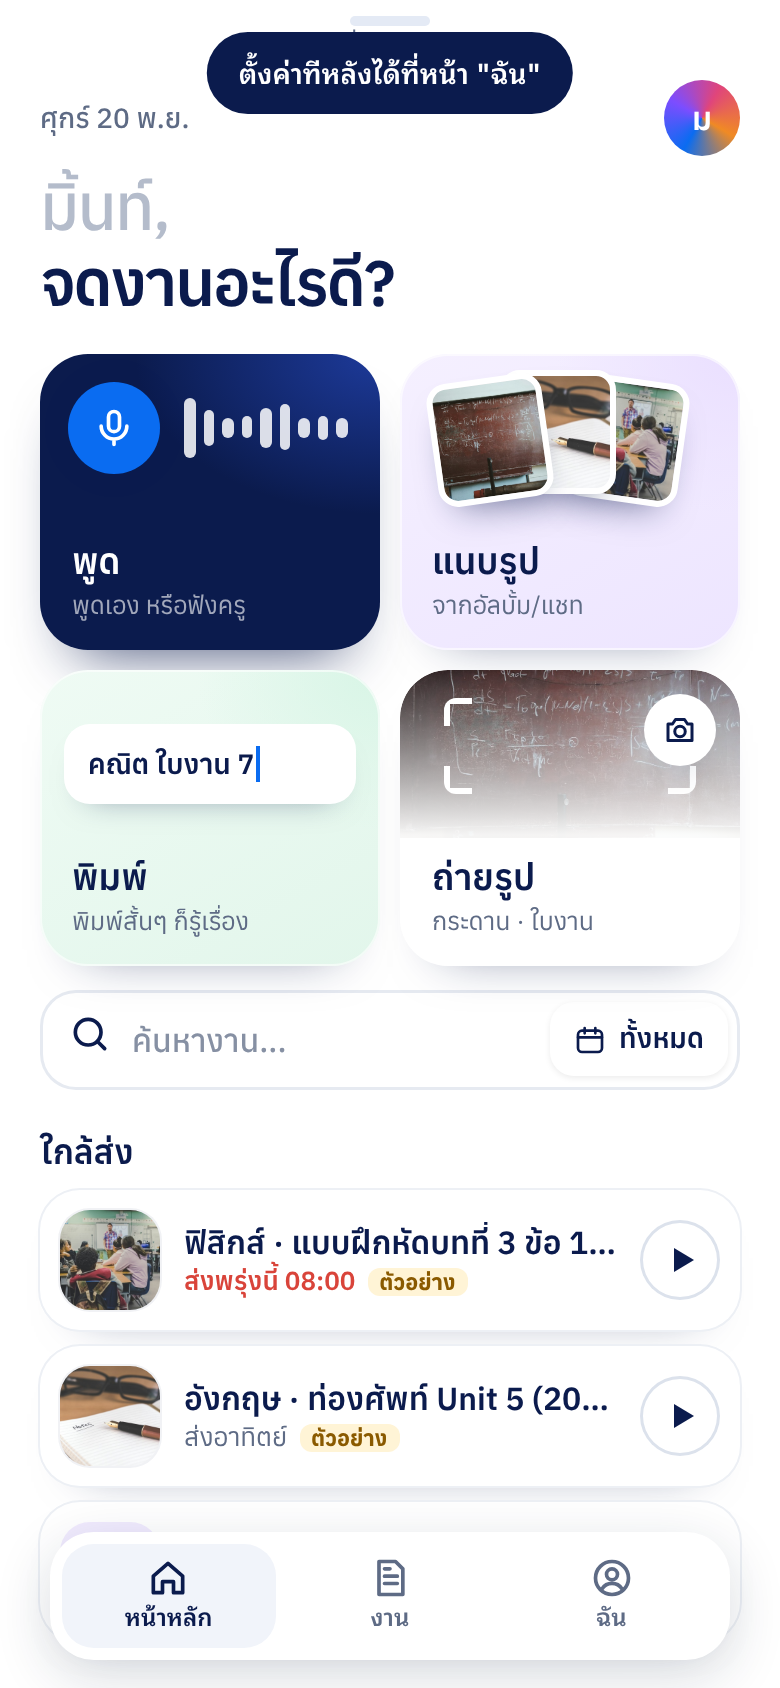 ตั้งค่าทีหลังได้ที่หน้า "ฉัน"
ศุกร์ 20 พ.ย.
ม
มิ้นท์,
จดงานอะไรดี?
พูด
พูดเอง หรือฟังครู
แนบรูป
จากอัลบั้ม/แชท
คณิต ใบงาน 7
พิมพ์
พิมพ์สั้นๆ ก็รู้เรื่อง
ถ่ายรูป
กระดาน · ใบงาน
ค้นหางาน...
ทั้งหมด
ใกล้ส่ง
ฟิสิกส์ · แบบฝึกหัดบทที่ 3 ข้อ 1...
ส่งพรุ่งนี้ 08:00 ตัวอย่าง
อังกฤษ · ท่องศัพท์ Unit 5 (20...
ส่งอาทิตย์ ตัวอย่าง
หน้าหลัก
งาน
ฉัน